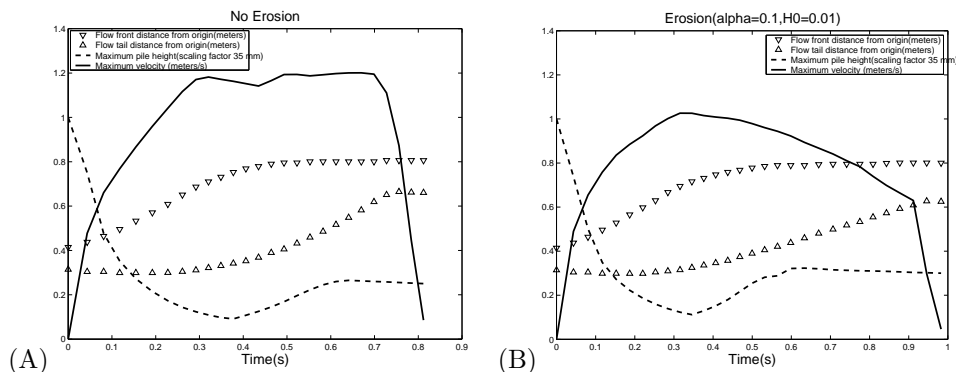 No Erosion
1.4
1.2
1
0.8
0.6
0.4
0.2
0
0 0.1 0.2 0.3 0.4 0.5 0.6 0.7 0.8 0.9
Time(s)
Flow front distance from origin(meters)
Flow tail distance from origin(meters)
Maximum pile height(scaling factor 35 mm)
Maximum velocity (meters/s)
(A)
Erosion(alpha=0.1,H0=0.01)
1.4
1.2
1
0.8
0.6
0.4
0.2
0
0 0.1 0.2 0.3 0.4 0.5 0.6 0.7 0.8 0.9 1
Time(s)
Flow front distance from origin(meters)
Flow tail distance from origin(meters)
Maximum pile height(scaling factor 35 mm)
Maximum velocity (meters/s)
(B)